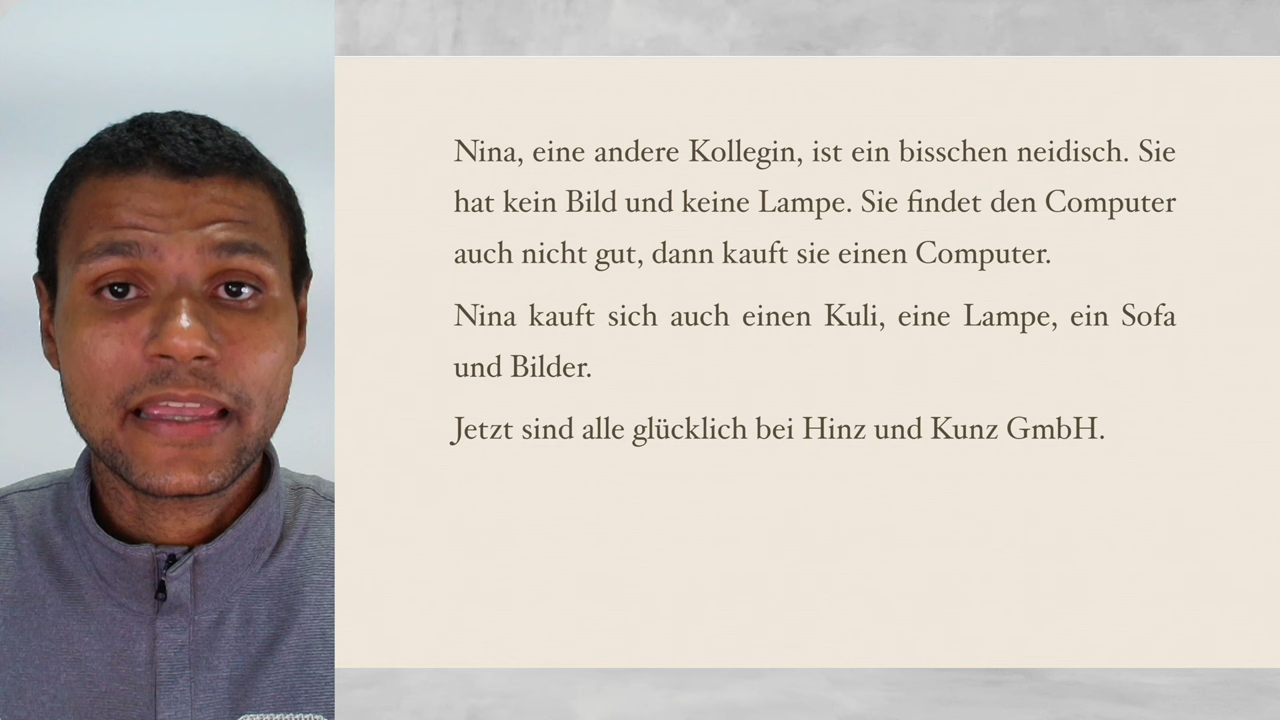 Nina, eine andere Kollegin, ist ein bisschen neidisch. Sie
hat kein Bild und keine Lampe. Sie findet den Computer
auch nicht gut, dann kauft sie einen Computer.
Nina kauft sich auch einen Kuli, eine Lampe, ein Sofa
und Bilder.
Jetzt sind alle glücklich bei Hinz und Kunz GmbH.